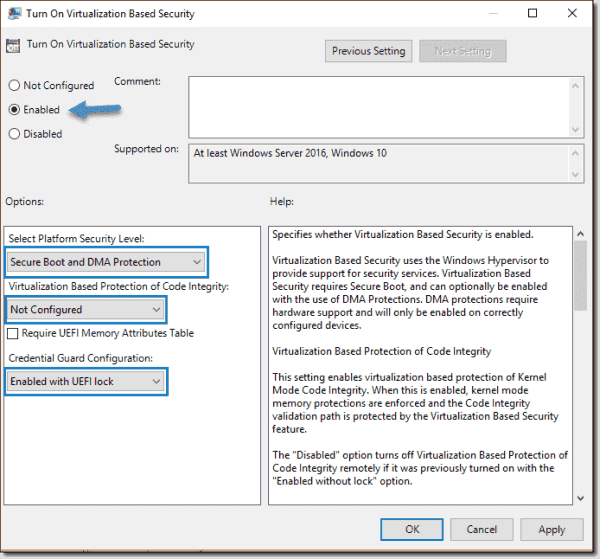 Turn On Virtualization Based Security
Turn On Virtualization Based Security
Previous Setting
Next Setting
Not Configured
Comment:
Enabled
Disabled
Supported on:
At least Windows Server 2016, Windows 10
Options:
Help:
Select Platform Security Level:
Secure Boot and DMA Protection
Virtualization Based Protection of Code Integrity:
Not Configured
Require UEFI Memory Attributes Table
Credential Guard Configuration:
Enabled with UEFI lock
Specifies whether Virtualization Based Security is enabled.
Virtualization Based Security uses the Windows Hypervisor to
provide support for security services. Virtualization Based
Security requires Secure Boot, and can optionally be enabled
with the use of DMA Protections. DMA protections require
hardware support and will only be enabled on correctly
configured devices.
Virtualization Based Protection of Code Integrity
This setting enables virtualization based protection of Kernel
Mode Code Integrity. When this is enabled, kernel mode
memory protections are enforced and the Code Integrity
validation path is protected by the Virtualization Based Security
feature.
The "Disabled" option turns off Virtualization Based Protection of
Code Integrity remotely if it was previously turned on with the
"Enabled without lock" option.
OK
Cancel
Apply